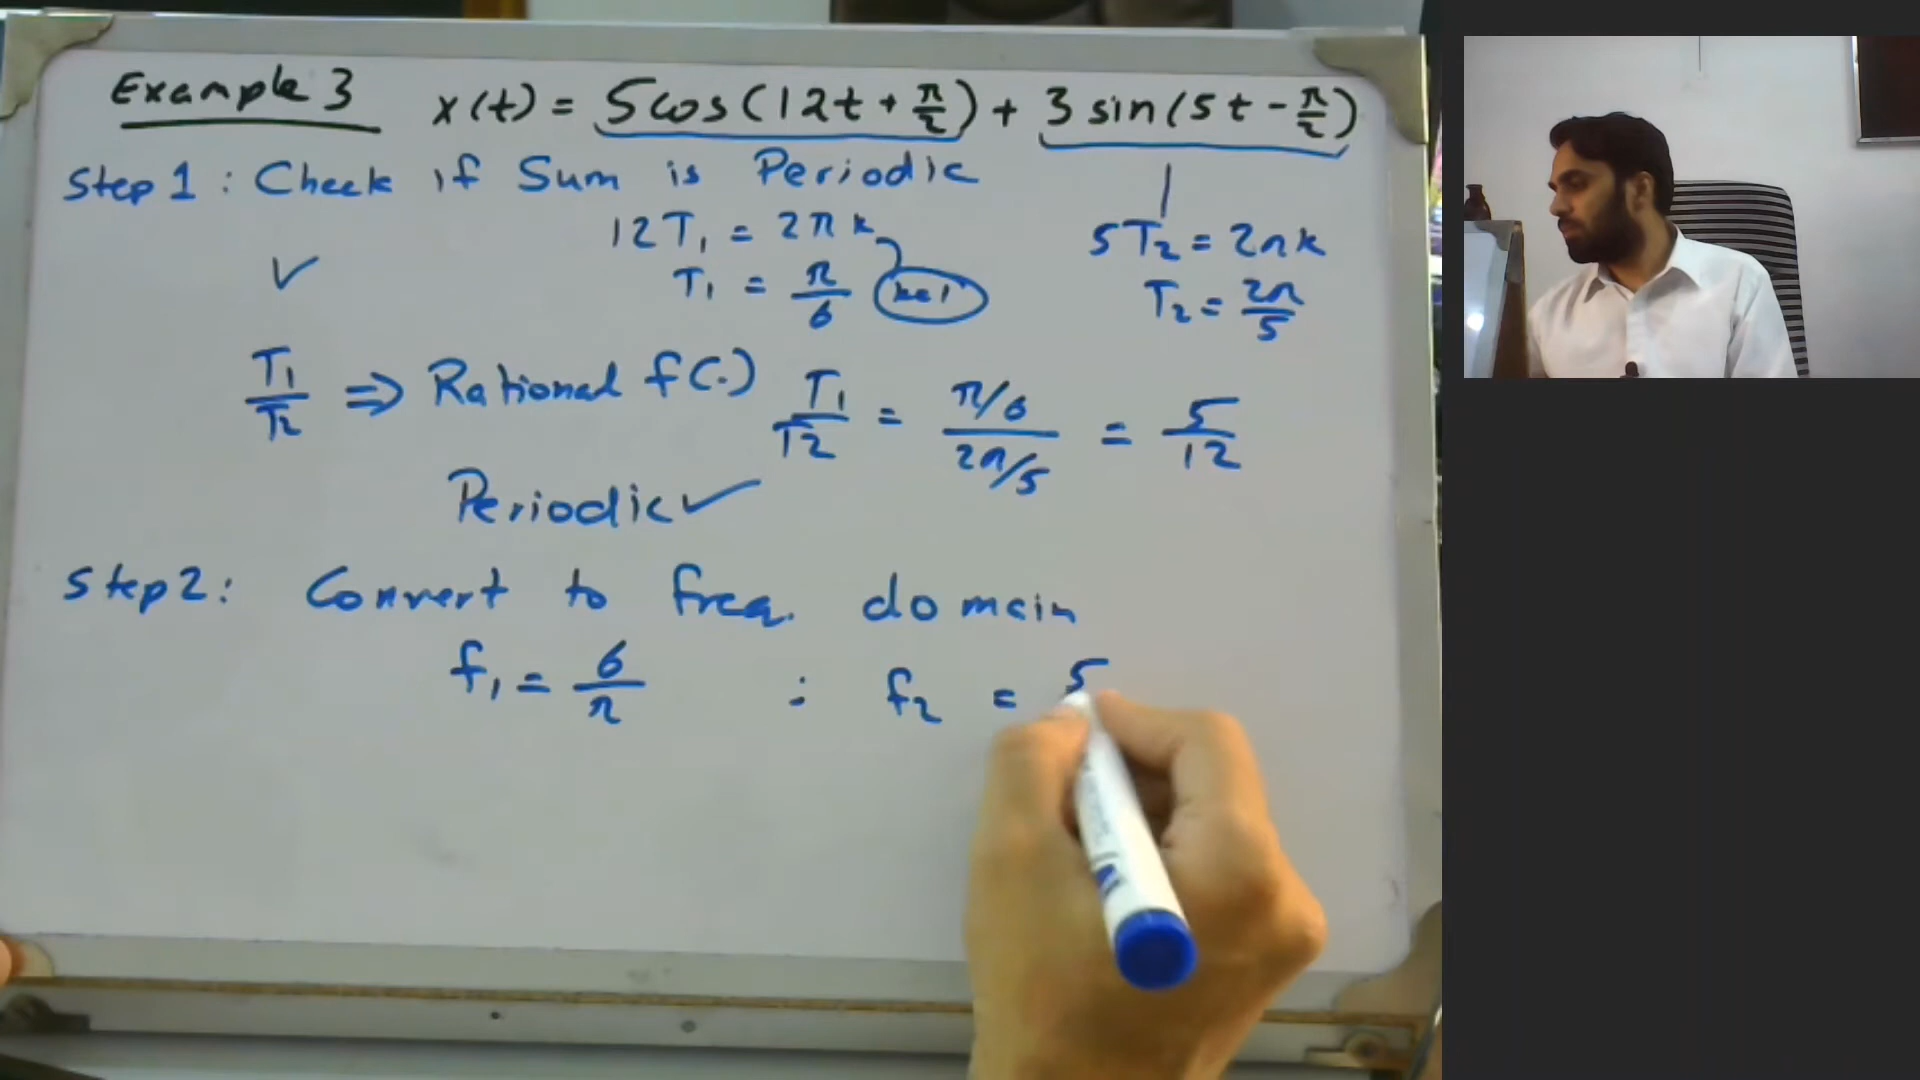 Example 3 x(t) = 5cos(12t + π/2) + 3 sin(5t - π/2)
Step 1 : Check if Sum is Periodic
12T₁ = 2πk
5T₂ = 2πk
✓
T₁ = π/6 k=1
T₂ = 2π/5
T₁/T₂ ⇒ Rational f(.) T₁/T₂ = π/6 / 2π/5 = 5/12
Periodic ✓
Step 2: Convert to freq. domain
f₁ = 6/π : f₂ = 5